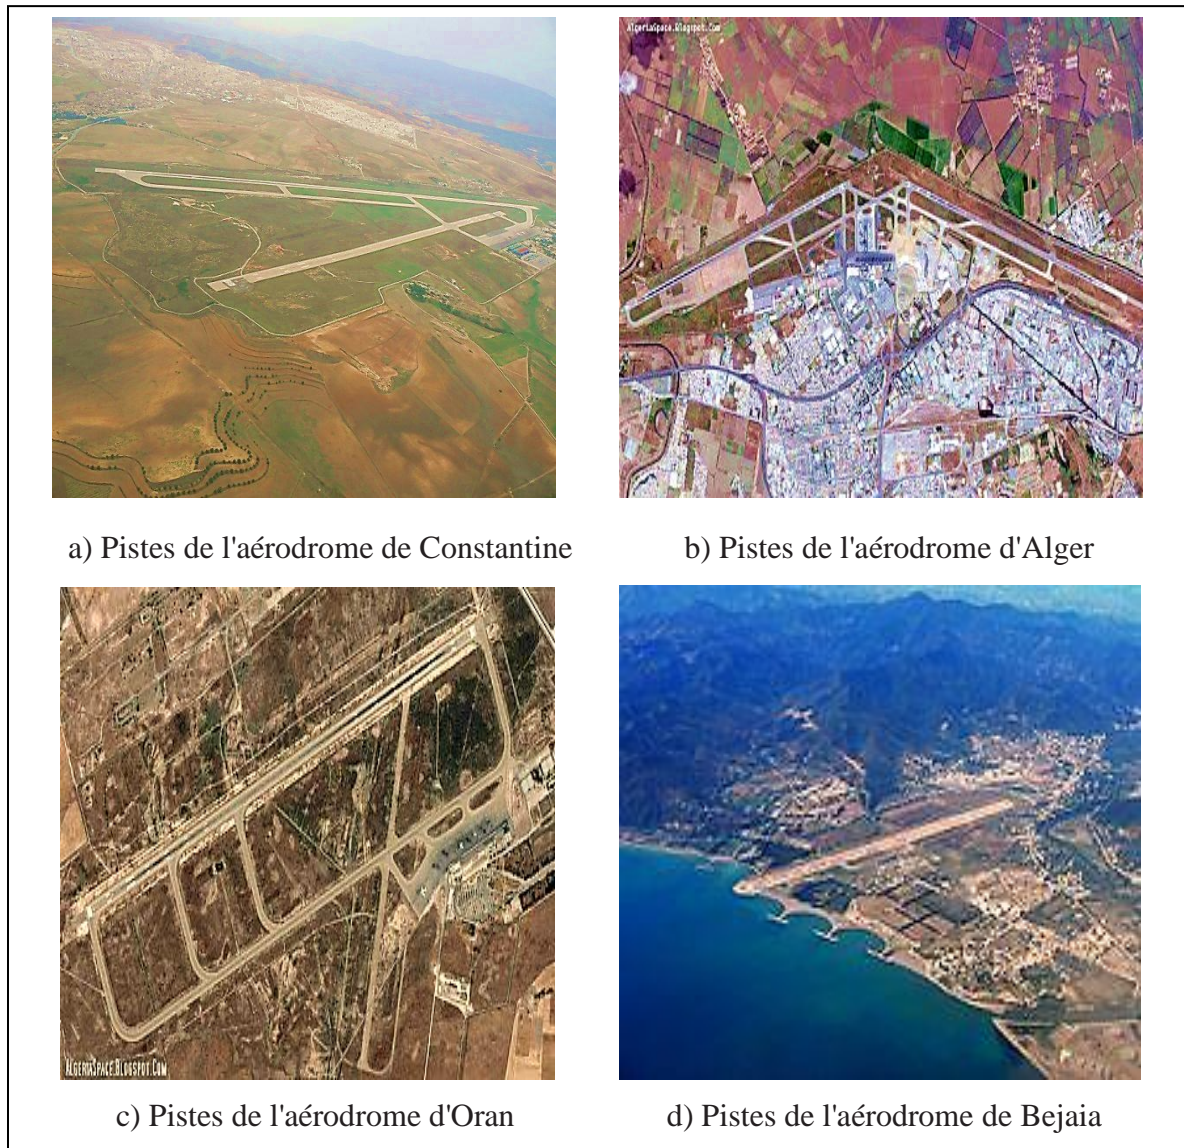 AlgeriaSpace.Blogspot.Com
a) Pistes de l'aérodrome de Constantine
b) Pistes de l'aérodrome d'Alger
AlgeriaSpace.Blogspot.Com
c) Pistes de l'aérodrome d'Oran
d) Pistes de l'aérodrome de Bejaia